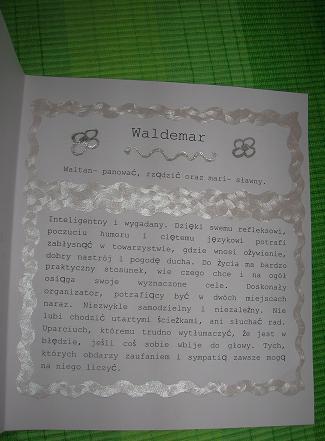 Waldemar
Waltan- panować, rządzić oraz mari- sławny.
Inteligentny i wygadany. Dzięki swemu refleksowi,
poczuciu humoru i ciętemu językowi potrafi
zabłysnąć w towarzystwie, gdzie wnosi ożywienie,
dobry nastrój i pogodę ducha. Do życia ma bardzo
praktyczny stosunek, wie czego chce i na ogół
osiąga swoje wyznaczone cele. Doskonały
organizator, potrafiący być w dwóch miejscach
naraz. Niezwykle samodzielny i niezależny. Nie
lubi chodzić utartymi ścieżkami, ani słuchać rad.
Uparciuch, któremu trudno wytłumaczyć, że jest w
błędzie, jeśli coś sobie wbije do głowy. Tych,
których obdarzy zaufaniem i sympatią zawsze mogą
na niego liczyć.